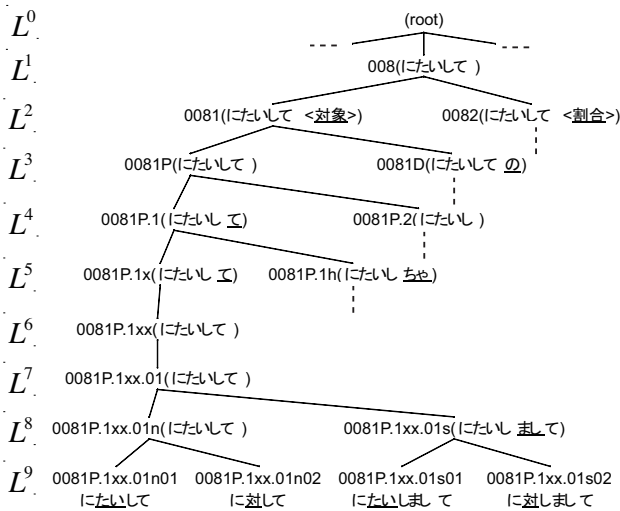 L⁰ (root)
L¹ 008(にたいして )
L² 0081(にたいして <対象>) 0082(にたいして <割合>)
L³ 0081P(にたいして ) 0081D(にたいして の)
L⁴ 0081P.1(にたいし て) 0081P.2(にたいし )
L⁵ 0081P.1x(にたいし て) 0081P.1h(にたいし ちゃ)
L⁶ 0081P.1xx(にたいして )
L⁷ 0081P.1xx.01(にたいして )
L⁸ 0081P.1xx.01n(にたいして ) 0081P.1xx.01s(にたいし まして)
L⁹ 0081P.1xx.01n01 0081P.1xx.01n02 0081P.1xx.01s01 0081P.1xx.01s02
にたいして に対して にたいしまし て に対しまして